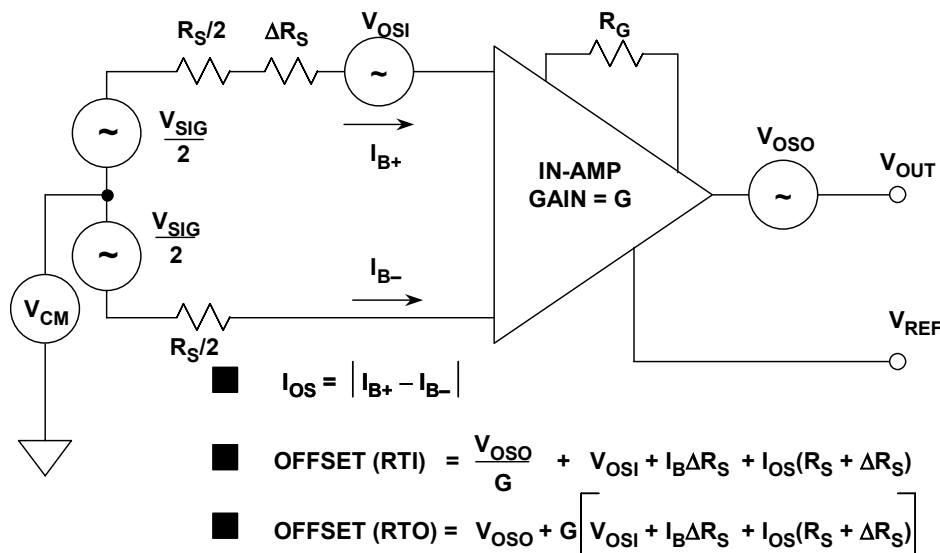 R_S/2
ΔR_S
V_OSI
R_G
~
V_SIG
2
~
I_B+
IN-AMP
GAIN = G
V_OSO
~
V_OUT
V_SIG
2
~
I_B–
V_CM
R_S/2
V_REF
I_OS = | I_B+ – I_B– |
OFFSET (RTI) = V_OSO/G + V_OSI + I_BΔR_S + I_OS(R_S + ΔR_S)
OFFSET (RTO) = V_OSO + G[V_OSI + I_BΔR_S + I_OS(R_S + ΔR_S)]